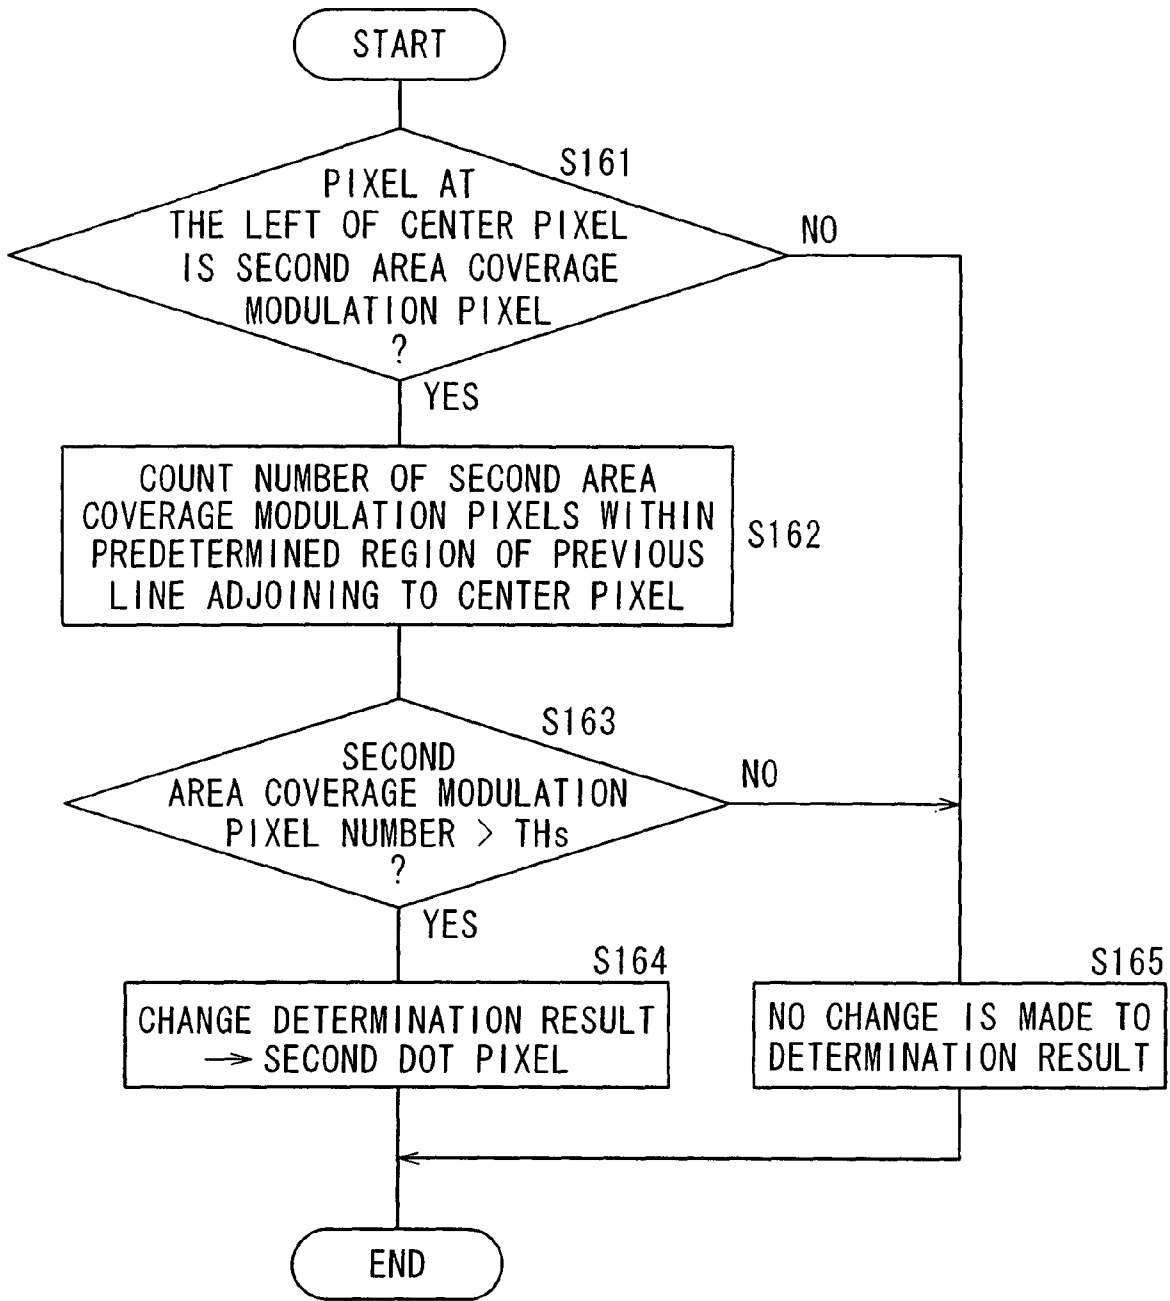 START
S161
PIXEL AT
THE LEFT OF CENTER PIXEL
IS SECOND AREA COVERAGE
MODULATION PIXEL
?
NO
YES
COUNT NUMBER OF SECOND AREA
COVERAGE MODULATION PIXELS WITHIN
PREDETERMINED REGION OF PREVIOUS
LINE ADJOINING TO CENTER PIXEL
S162
S163
SECOND
AREA COVERAGE MODULATION
PIXEL NUMBER > THs
?
NO
YES
S164
CHANGE DETERMINATION RESULT
→ SECOND DOT PIXEL
S165
NO CHANGE IS MADE TO
DETERMINATION RESULT
END